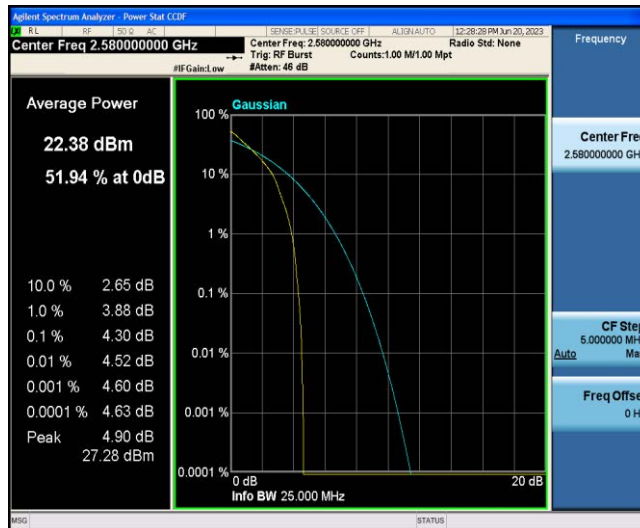 Agilent Spectrum Analyzer - Power Stat CCDF
RL RF 50 Ω AC SENSE:PULSE SOURCE OFF ALIGN AUTO 12:28:28 PM Jun 20, 2023
Center Freq 2.580000000 GHz
Center Freq: 2.580000000 GHz Radio Std: None
Trig: RF Burst Counts:1.00 M/1.00 Mpt
#IFGain:Low #Atten: 46 dB
Frequency
Average Power
22.38 dBm
51.94 % at 0dB
10.0 % 2.65 dB
1.0 % 3.88 dB
0.1 % 4.30 dB
0.01 % 4.52 dB
0.001 % 4.60 dB
0.0001 % 4.63 dB
Peak 4.90 dB
27.28 dBm
Gaussian
100 %
10 %
1 %
0.1 %
0.01 %
0.001 %
0.0001 %
0 dB 20 dB
Info BW 25.000 MHz
Center Fre
2.580000000 GH
CF Ste
5.000000 MH
Auto Ma
Freq Offse
0 H
MSG STATUS